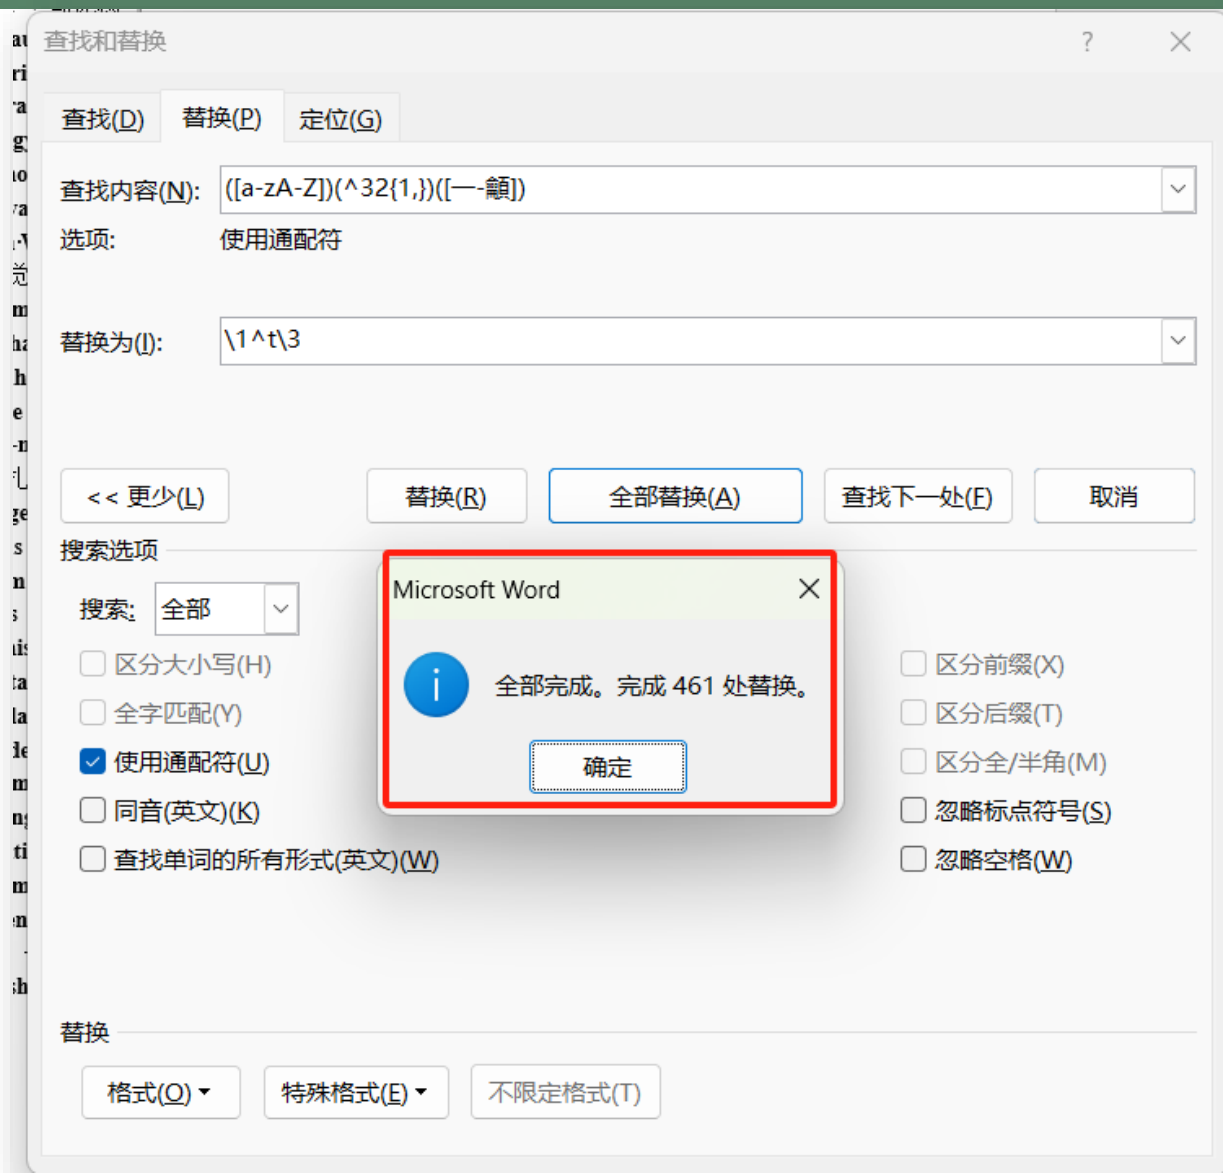 查找和替换
查找(D) 替换(P) 定位(G)
查找内容(N): ([a-zA-Z])(^32{1,})([一-龥])
选项: 使用通配符
替换为(I): \1^t\3
<< 更少(L) 替换(R) 全部替换(A) 查找下一处(F) 取消
搜索选项
搜索: 全部
区分大小写(H)
全字匹配(Y)
使用通配符(U)
同音(英文)(K)
查找单词的所有形式(英文)(W)
区分前缀(X)
区分后缀(T)
区分全/半角(M)
忽略标点符号(S)
忽略空格(W)
Microsoft Word
全部完成。完成 461 处替换。
确定
替换
格式(O) 特殊格式(E) 不限定格式(T)